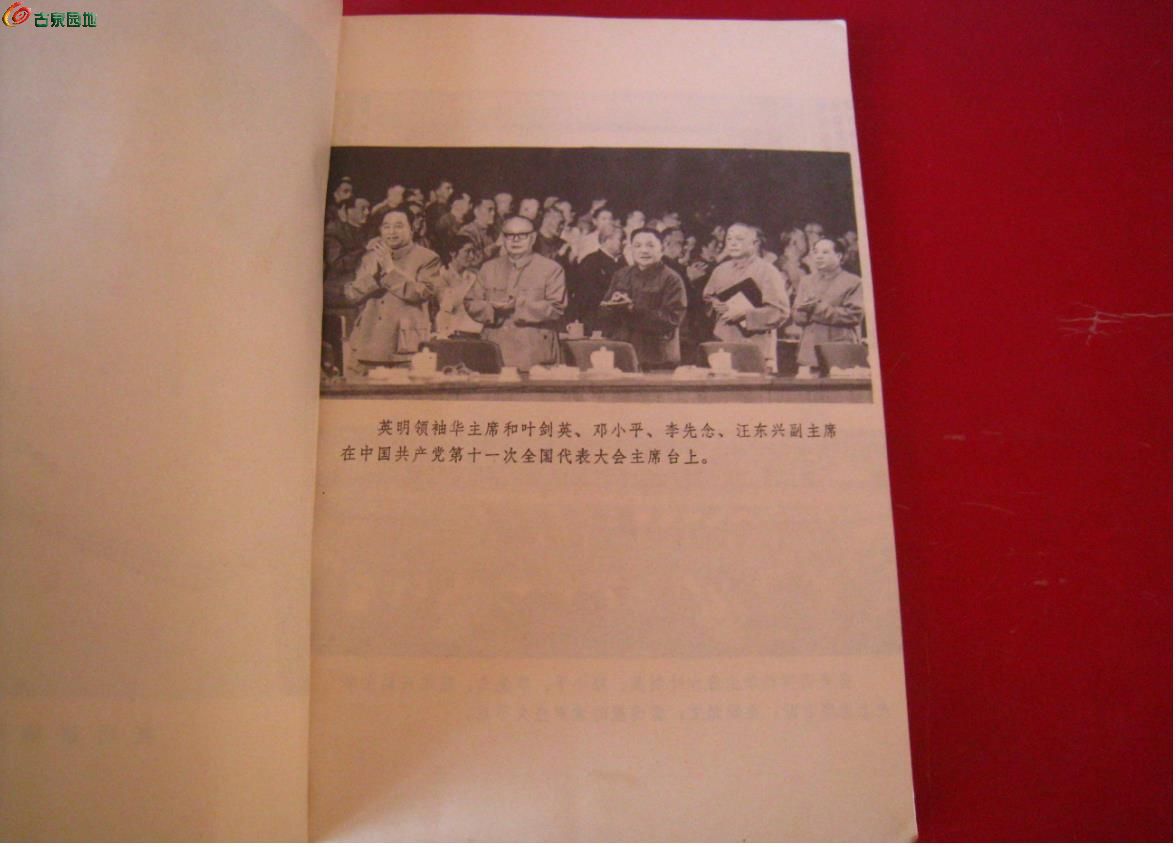 古泉园地
英明领袖华主席和叶剑英、邓小平、李先念、汪东兴副主席
在中国共产党第十一次全国代表大会主席台上。